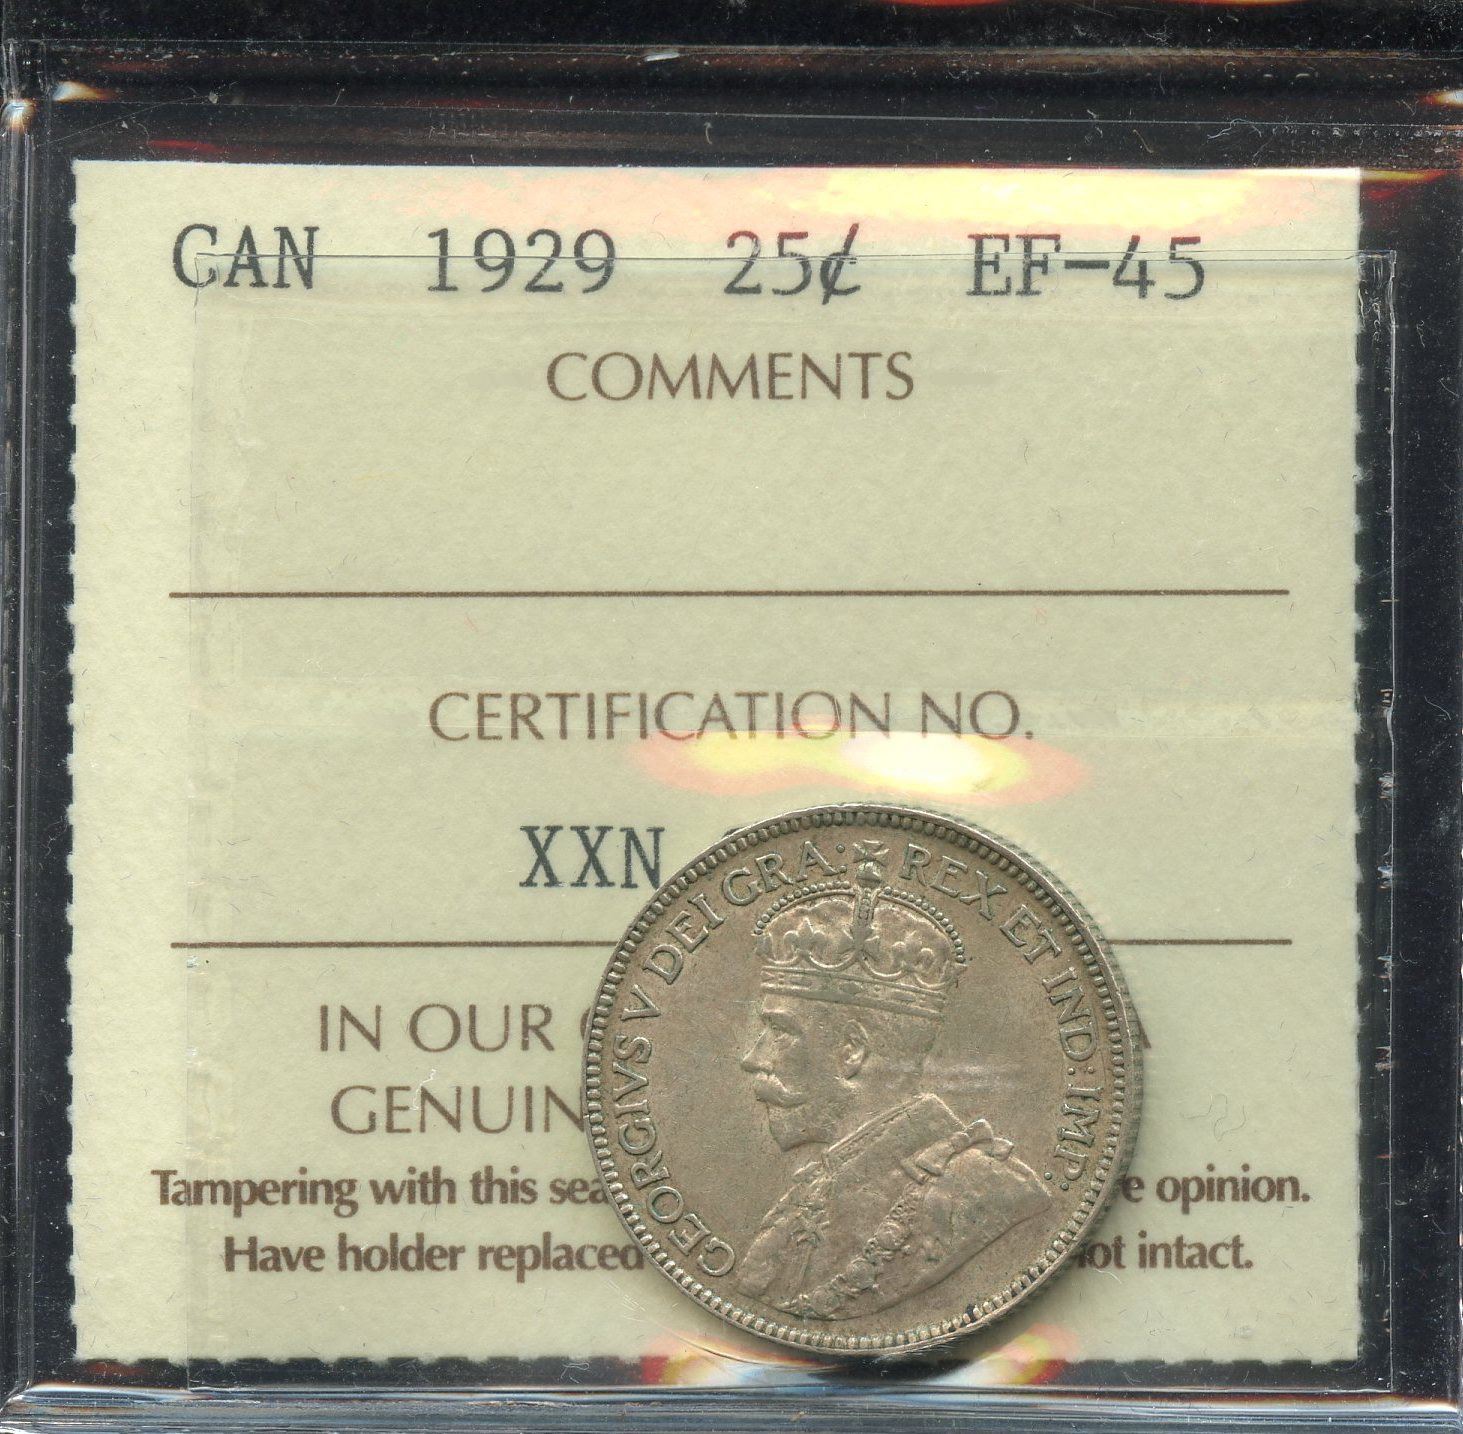 CAN 1929 25¢ EF-45
COMMENTS
CERTIFICATION NO.
XXN
GEORGIVS V DEI GRA: REX ET IND: IMP:
IN OUR
GENUIN
Tampering with this sea e opinion.
Have holder replaced ot intact.